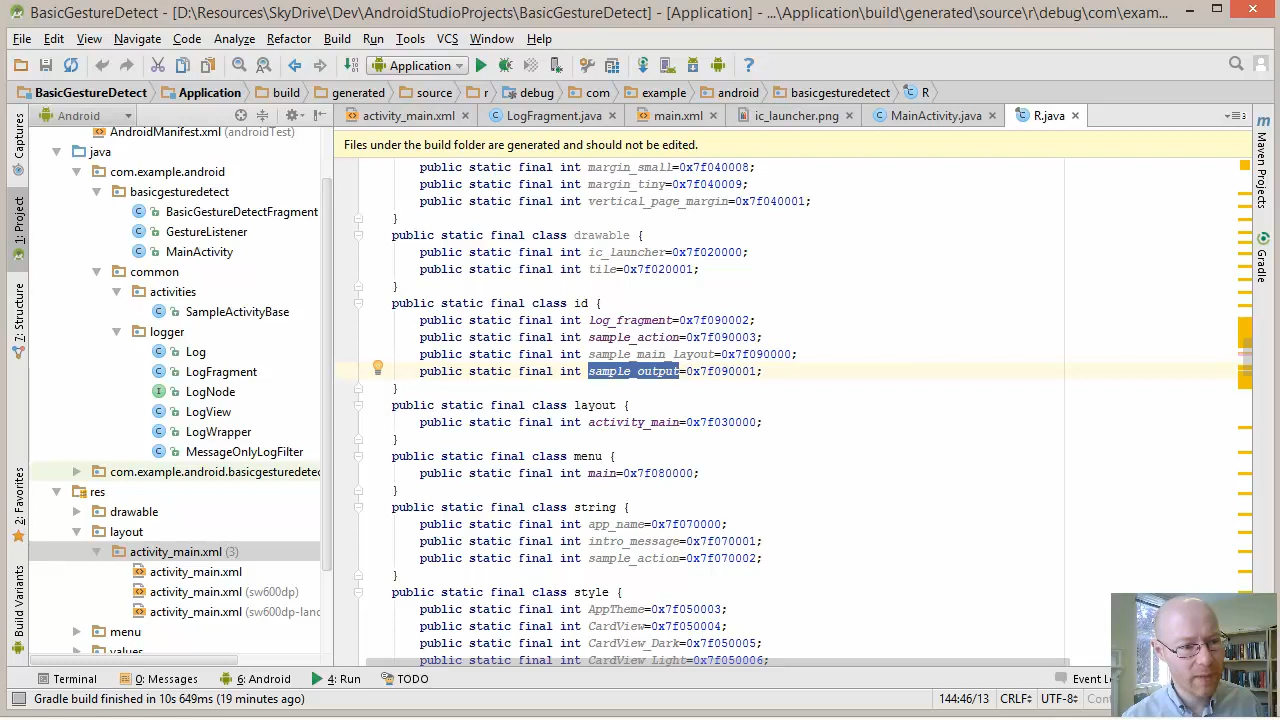 BasicGestureDetect - [D:\Resources\SkyDrive\Dev\AndroidStudioProjects\BasicGestureDetect] - [Application] - ...\Application\build\generated\source\r\debug\com\exam...
File Edit View Navigate Code Analyze Refactor Build Run Tools VCS Window Help
Application
BasicGestureDetect Application build generated source r debug com example android basicgesturedetect R
Android
activity_main.xml LogFragment.java main.xml ic_launcher.png MainActivity.java R.java
Captures
1: Project
7: Structure
2: Favorites
Build Variants
AndroidManifest.xml (androidTest)
java
com.example.android
basicgesturedetect
BasicGestureDetectFragment
GestureListener
MainActivity
common
activities
SampleActivityBase
logger
Log
LogFragment
LogNode
LogView
LogWrapper
MessageOnlyLogFilter
com.example.android.basicgesturedetec
res
drawable
layout
activity_main.xml (3)
activity_main.xml
activity_main.xml (sw600dp)
activity_main.xml (sw600dp-lanc
menu
values
Files under the build folder are generated and should not be edited.
public static final int margin_small=0x7f040008;
public static final int margin_tiny=0x7f040009;
public static final int vertical_page_margin=0x7f040001;
}
public static final class drawable {
public static final int ic_launcher=0x7f020000;
public static final int tile=0x7f020001;
}
public static final class id {
public static final int log_fragment=0x7f090002;
public static final int sample_action=0x7f090003;
public static final int sample_main_layout=0x7f090000;
public static final int sample_output=0x7f090001;
}
public static final class layout {
public static final int activity_main=0x7f030000;
}
public static final class menu {
public static final int main=0x7f080000;
}
public static final class string {
public static final int app_name=0x7f070000;
public static final int intro_message=0x7f070001;
public static final int sample_action=0x7f070002;
}
public static final class style {
public static final int AppTheme=0x7f050003;
public static final int CardView=0x7f050004;
public static final int CardView_Dark=0x7f050005;
public static final int CardView_Light=0x7f050006;
Maven Projects
Gradle
Terminal 0: Messages 6: Android 4: Run TODO Event L
Gradle build finished in 10s 649ms (19 minutes ago) 144:46/13 CRLF UTF-8 Cont